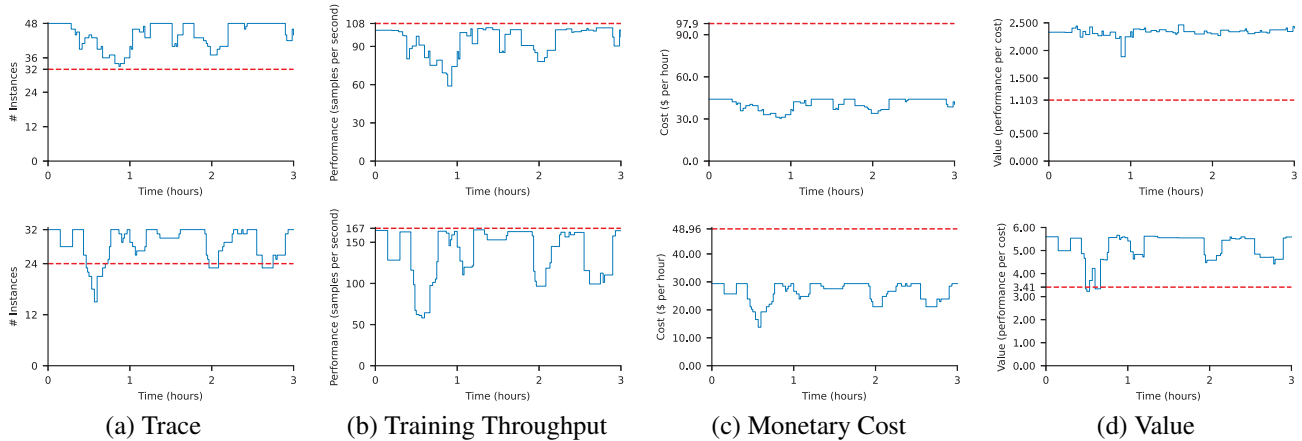 # Instances
48
36
32
24
12
0
0 1 2 3
Time (hours)
Performance (samples per second)
108
90
60
30
0
0 1 2 3
Time (hours)
Cost ($ per hour)
97.9
90.0
60.0
30.0
0.0
0 1 2 3
Time (hours)
Value (performance per cost)
2.500
2,000
1.500
1.103
0.500
0.000
0 1 2 3
Time (hours)
# Instances
32
24
12
0
0 1 2 3
Time (hours)
Performance (samples per second)
167
150
100
50
0
0 1 2 3
Time (hours)
Cost ($ per hour)
48.96
40.00
30.00
20.00
10.00
0.00
0 1 2 3
Time (hours)
Value (performance per cost)
6.00
5.00
4.00
3.41
3.00
2.00
1.00
0.00
0 1 2 3
Time (hours)
(a) Trace
(b) Training Throughput
(c) Monetary Cost
(d) Value